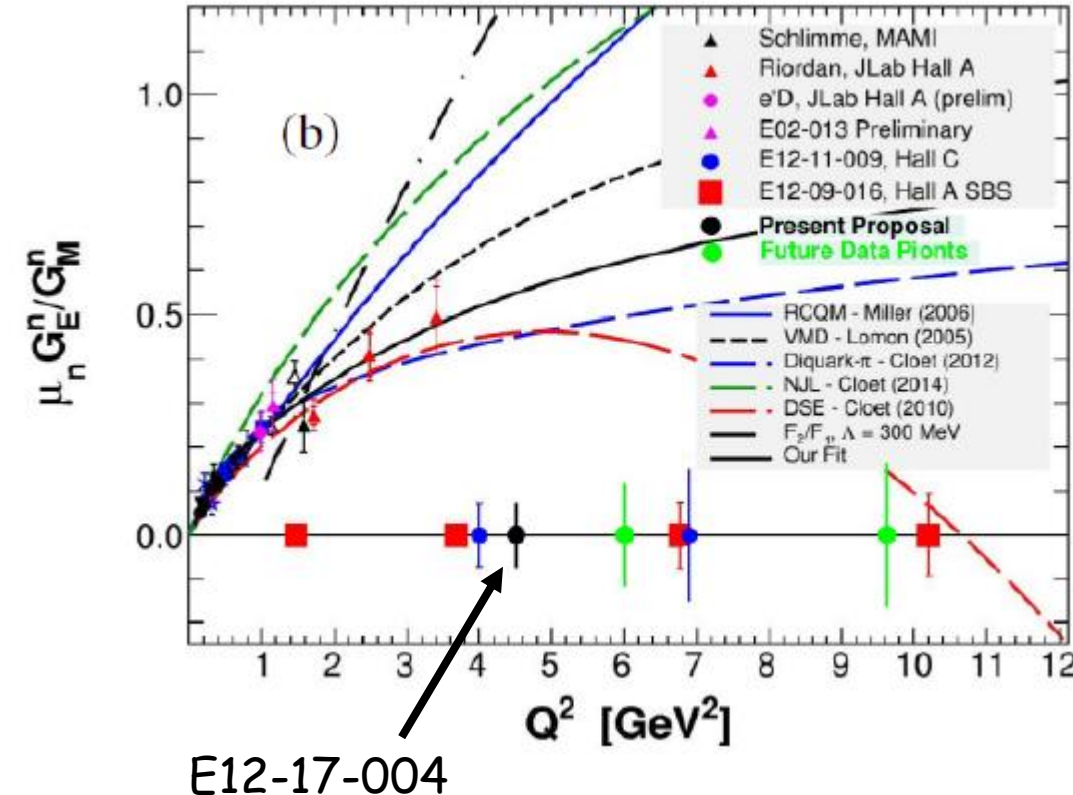 1.0
0.5
0.0
μn GnE/GnM
(b)
Schlimme, MAMI
Riordan, JLab Hall A
e'D, JLab Hall A (prelim)
E02-013 Preliminary
E12-11-009, Hall C
E12-09-016, Hall A SBS
Present Proposal
Future Data Pionts
RCQM - Miller (2006)
VMD - Lomon (2005)
Diquark-π - Cloet (2012)
NJL - Cloet (2014)
DSE - Cloet (2010)
F2/F1, Λ = 300 MeV
Our Fit
1 2 3 4 5 6 7 8 9 10 11 12
Q2 [GeV2]
E12-17-004